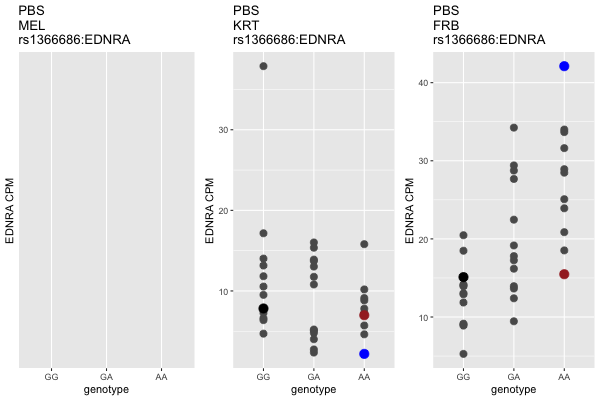 PBS
MEL
rs1366686:EDNRA
EDNRA CPM
GG GA AA
genotype
PBS
KRT
rs1366686:EDNRA
EDNRA CPM
30
20
10
GG GA AA
genotype
PBS
FRB
rs1366686:EDNRA
EDNRA CPM
40
30
20
10
GG GA AA
genotype